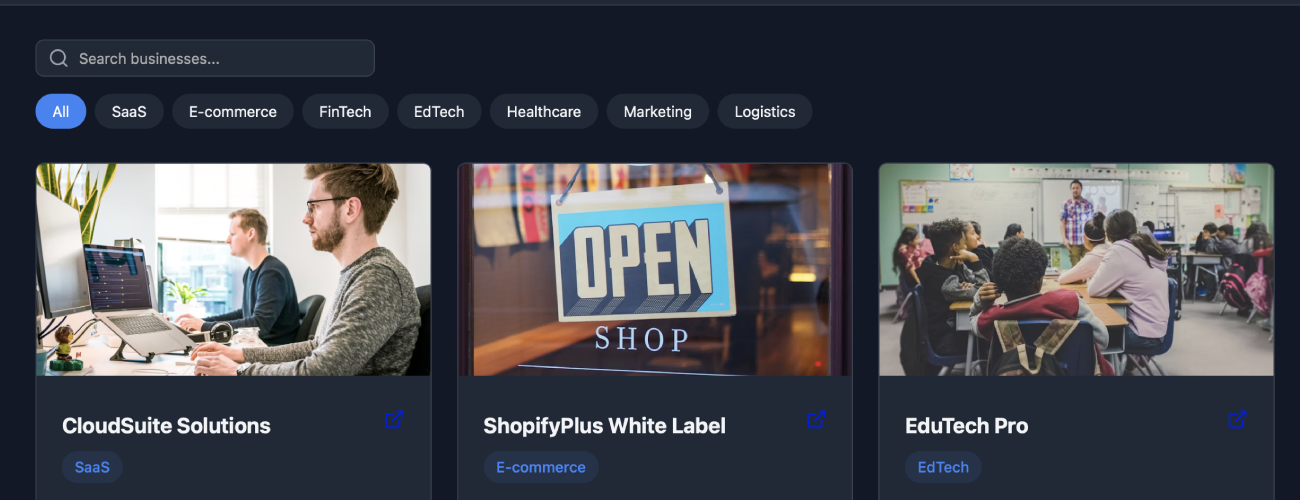 Search businesses...
All SaaS E-commerce FinTech EdTech Healthcare Marketing Logistics
OPEN
SHOP
CloudSuite Solutions ShopifyPlus White Label EduTech Pro
SaaS E-commerce EdTech